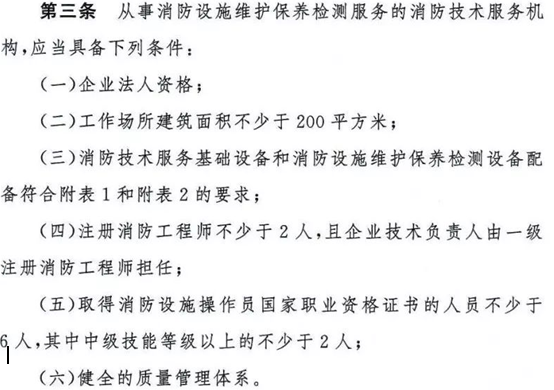 第三条 从事消防设施维护保养检测服务的消防技术服务机
构,应当具备下列条件:
(一)企业法人资格;
(二)工作场所建筑面积不少于200平方米;
(三)消防技术服务基础设备和消防设施维护保养检测设备配
备符合附表1和附表2的要求;
(四)注册消防工程师不少于2人,且企业技术负责人由一级
注册消防工程师担任;
(五)取得消防设施操作员国家职业资格证书的人员不少于
6人,其中中级技能等级以上的不少于2人;
(六)健全的质量管理体系。